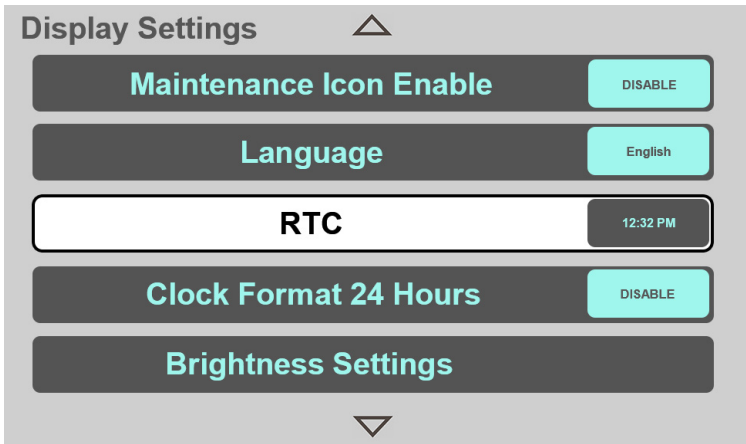 Display Settings
Maintenance Icon Enable DISABLE
Language English
RTC 12:32 PM
Clock Format 24 Hours DISABLE
Brightness Settings